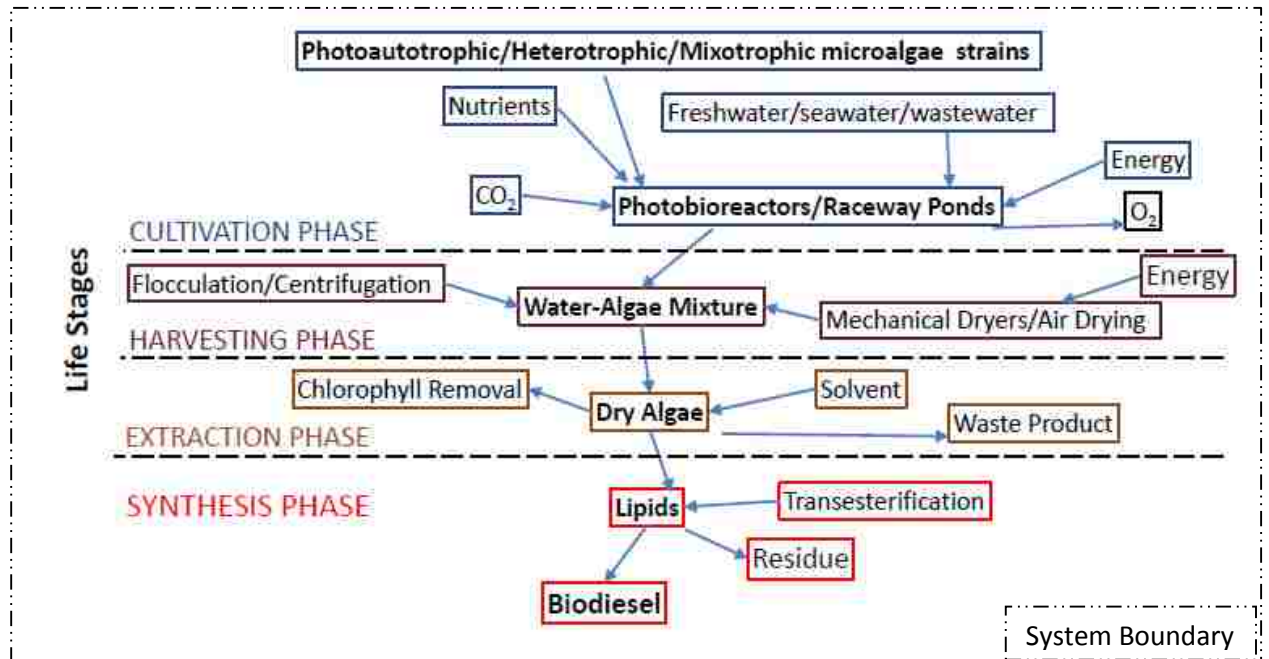 Photoautotrophic/Heterotrophic/Mixotrophic microalgae strains
Nutrients
Freshwater/seawater/wastewater
Energy
CO₂
Photobioreactors/Raceway Ponds
O₂
CULTIVATION PHASE
Life Stages
Flocculation/Centrifugation
Energy
Water-Algae Mixture
Mechanical Dryers/Air Drying
HARVESTING PHASE
Chlorophyll Removal
Solvent
Dry Algae
Waste Product
EXTRACTION PHASE
SYNTHESIS PHASE
Lipids
Transesterification
Residue
Biodiesel
System Boundary